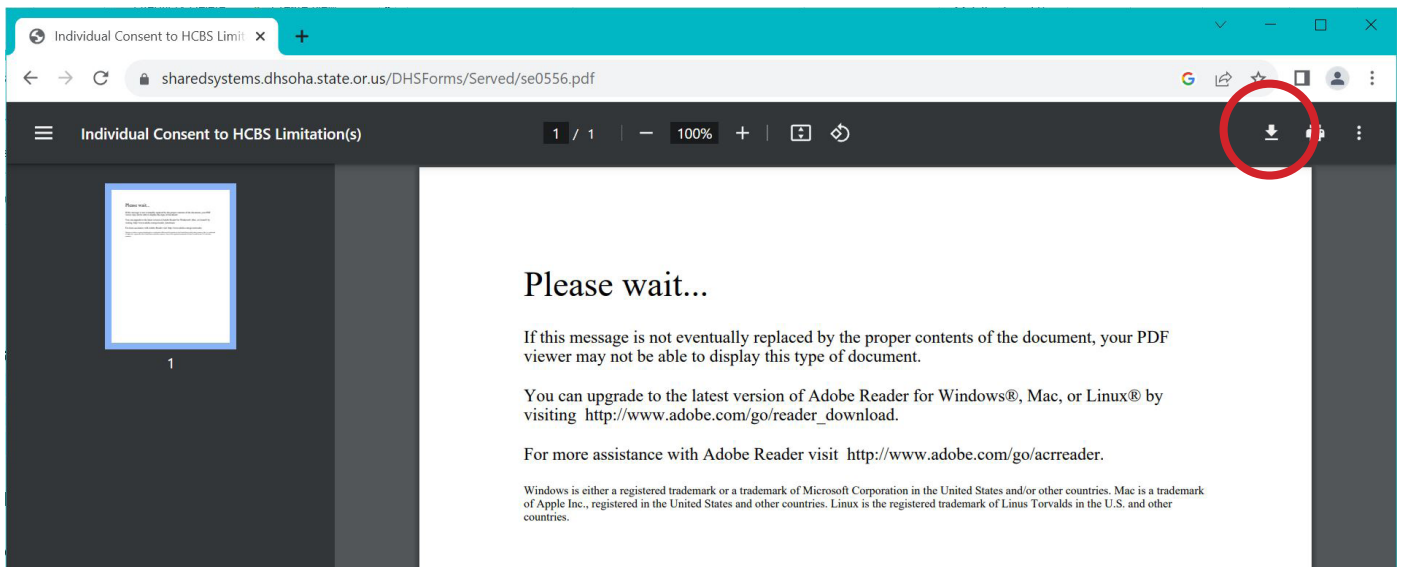 Individual Consent to HCBS Limit
sharedsystems.dhsoha.state.or.us/DHSForms/Served/se0556.pdf
Individual Consent to HCBS Limitation(s)
1 / 1
100%
Please wait...
1
Please wait...
If this message is not eventually replaced by the proper contents of the document, your PDF
viewer may not be able to display this type of document.
You can upgrade to the latest version of Adobe Reader for Windows®, Mac, or Linux® by
visiting http://www.adobe.com/go/reader_download.
For more assistance with Adobe Reader visit http://www.adobe.com/go/acrreader.
Windows is either a registered trademark or a trademark of Microsoft Corporation in the United States and/or other countries. Mac is a trademark
of Apple Inc., registered in the United States and other countries. Linux is the registered trademark of Linus Torvalds in the U.S. and other
countries.